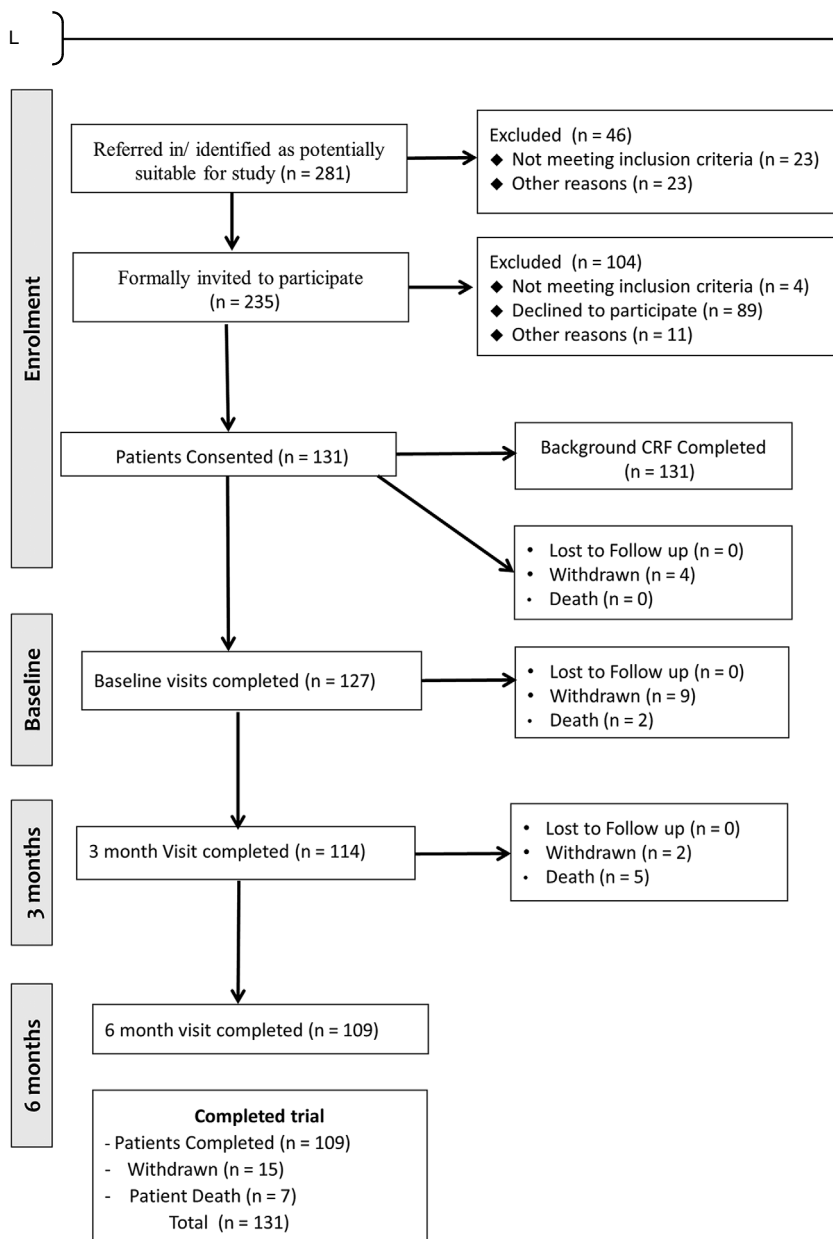 L
Enrolment
Referred in/ identified as potentially
suitable for study (n = 281)
Excluded (n = 46)
◆ Not meeting inclusion criteria (n = 23)
◆ Other reasons (n = 23)
Formally invited to participate
(n = 235)
Excluded (n = 104)
◆ Not meeting inclusion criteria (n = 4)
◆ Declined to participate (n = 89)
◆ Other reasons (n = 11)
Patients Consented (n = 131)
Background CRF Completed
(n = 131)
• Lost to Follow up (n = 0)
• Withdrawn (n = 4)
• Death (n = 0)
Baseline
Baseline visits completed (n = 127)
• Lost to Follow up (n = 0)
• Withdrawn (n = 9)
• Death (n = 2)
3 months
3 month Visit completed (n = 114)
• Lost to Follow up (n = 0)
• Withdrawn (n = 2)
• Death (n = 5)
6 months
6 month visit completed (n = 109)
Completed trial
- Patients Completed (n = 109)
- Withdrawn (n = 15)
- Patient Death (n = 7)
Total (n = 131)